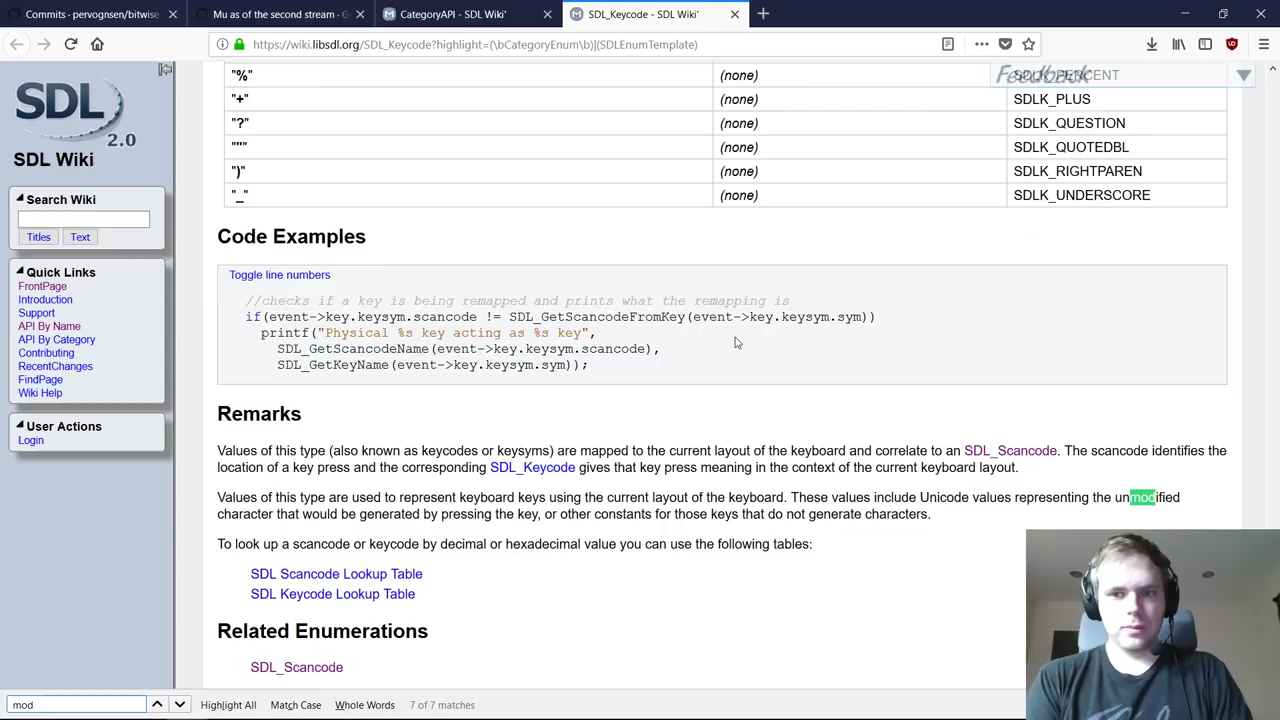 Commits - pervognsen/bitwise
Mu as of the second stream · G
CategoryAPI - SDL Wiki'
SDL_Keycode - SDL Wiki'
https://wiki.libsdl.org/SDL_Keycode?highlight=(\bCategoryEnum\b)|(SDLEnumTemplate)
SDL
2.0
SDL Wiki
Search Wiki
Titles Text
Quick Links
FrontPage
Introduction
Support
API By Name
API By Category
Contributing
RecentChanges
FindPage
Wiki Help
User Actions
Login
Feedback
"%" (none) SDLK_PERCENT
"+" (none) SDLK_PLUS
"?" (none) SDLK_QUESTION
""" (none) SDLK_QUOTEDBL
")" (none) SDLK_RIGHTPAREN
"_" (none) SDLK_UNDERSCORE
Code Examples
Toggle line numbers
//checks if a key is being remapped and prints what the remapping is
if(event->key.keysym.scancode != SDL_GetScancodeFromKey(event->key.keysym.sym))
printf("Physical %s key acting as %s key",
SDL_GetScancodeName(event->key.keysym.scancode),
SDL_GetKeyName(event->key.keysym.sym));
Remarks
Values of this type (also known as keycodes or keysyms) are mapped to the current layout of the keyboard and correlate to an SDL_Scancode. The scancode identifies the
location of a key press and the corresponding SDL_Keycode gives that key press meaning in the context of the current keyboard layout.
Values of this type are used to represent keyboard keys using the current layout of the keyboard. These values include Unicode values representing the unmodified
character that would be generated by pressing the key, or other constants for those keys that do not generate characters.
To look up a scancode or keycode by decimal or hexadecimal value you can use the following tables:
SDL Scancode Lookup Table
SDL Keycode Lookup Table
Related Enumerations
SDL_Scancode
mod
Highlight All Match Case Whole Words 7 of 7 matches